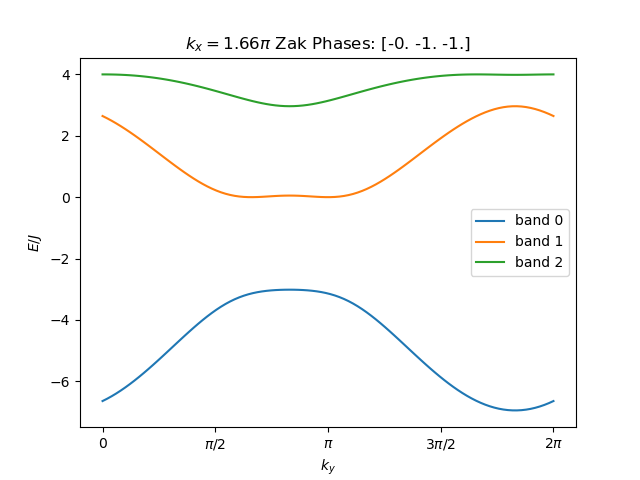 $k_x = 1.66\pi$ Zak Phases: [-0. -1. -1.]
4
2
0
−2
−4
−6
E/J
band 0
band 1
band 2
0
π/2
π
3π/2
2π
$k_y$